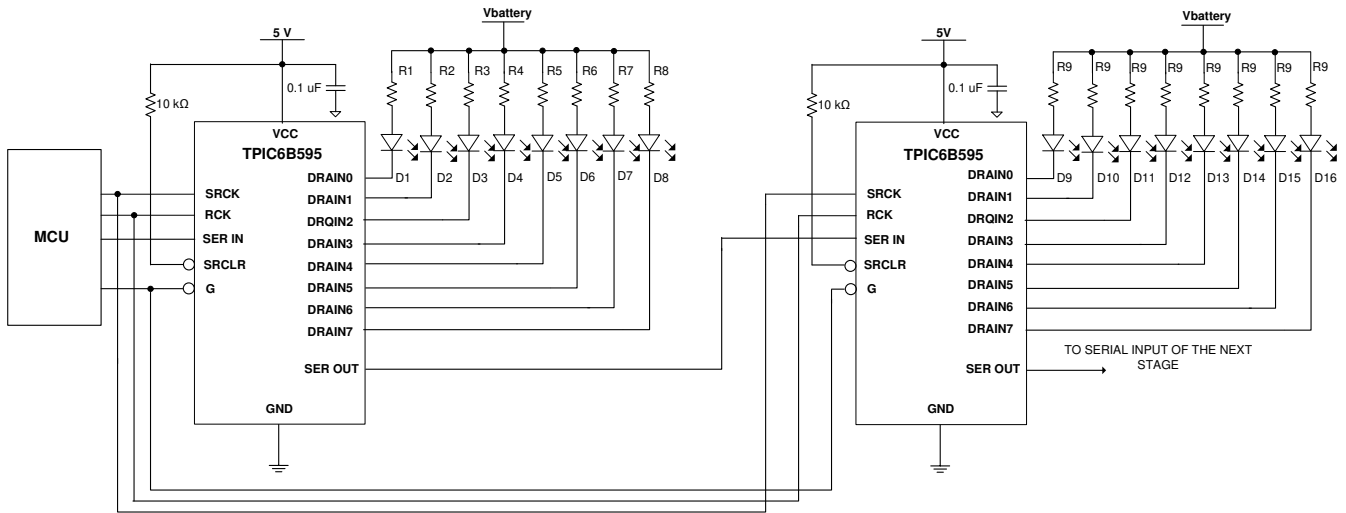 Vbattery
5 V
R1 R2 R3 R4 R5 R6 R7 R8
0.1 uF
10 kΩ
VCC
TPIC6B595
MCU
SRCK
RCK
SER IN
SRCLR
G
DRAIN0
DRAIN1
DRQIN2
DRAIN3
DRAIN4
DRAIN5
DRAIN6
DRAIN7
SER OUT
GND
D1 D2 D3 D4 D5 D6 D7 D8
Vbattery
5V
R9 R9 R9 R9 R9 R9 R9 R9
0.1 uF
10 kΩ
VCC
TPIC6B595
SRCK
RCK
SER IN
SRCLR
G
DRAIN0
DRAIN1
DRQIN2
DRAIN3
DRAIN4
DRAIN5
DRAIN6
DRAIN7
SER OUT
GND
D9 D10 D11 D12 D13 D14 D15 D16
TO SERIAL INPUT OF THE NEXT
STAGE